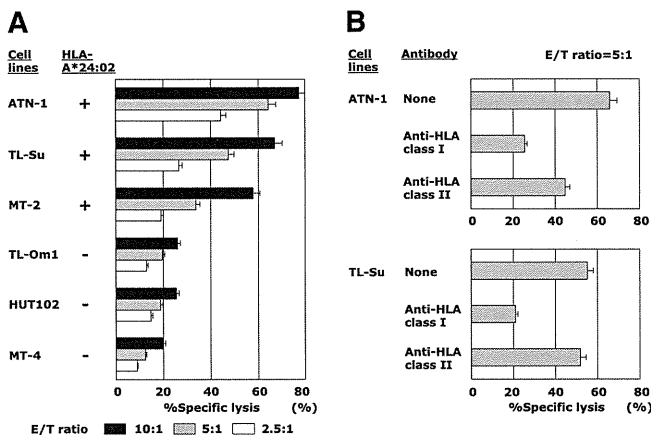 A
Cell lines
HLA-A*24:02
ATN-1 +
TL-Su +
MT-2 +
TL-Om1 -
HUT102 -
MT-4 -
0 20 40 60 80
%Specific lysis (%)
E/T ratio 10:1 5:1 2.5:1
B
Cell lines
Antibody
E/T ratio=5:1
ATN-1 None
Anti-HLA class I
Anti-HLA class II
0 20 40 60 80
TL-Su None
Anti-HLA class I
Anti-HLA class II
0 20 40 60 80
%Specific lysis (%)